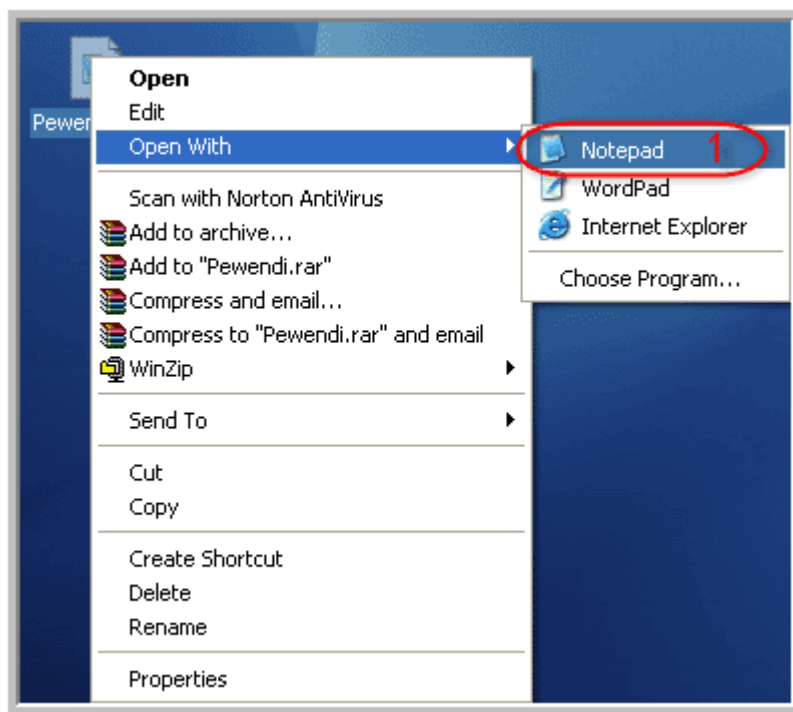 Pewer
Open
Edit
Open With
Scan with Norton AntiVirus
Add to archive...
Add to "Pewendi.rar"
Compress and email...
Compress to "Pewendi.rar" and email
WinZip
Send To
Cut
Copy
Create Shortcut
Delete
Rename
Properties
Notepad 1
WordPad
Internet Explorer
Choose Program...